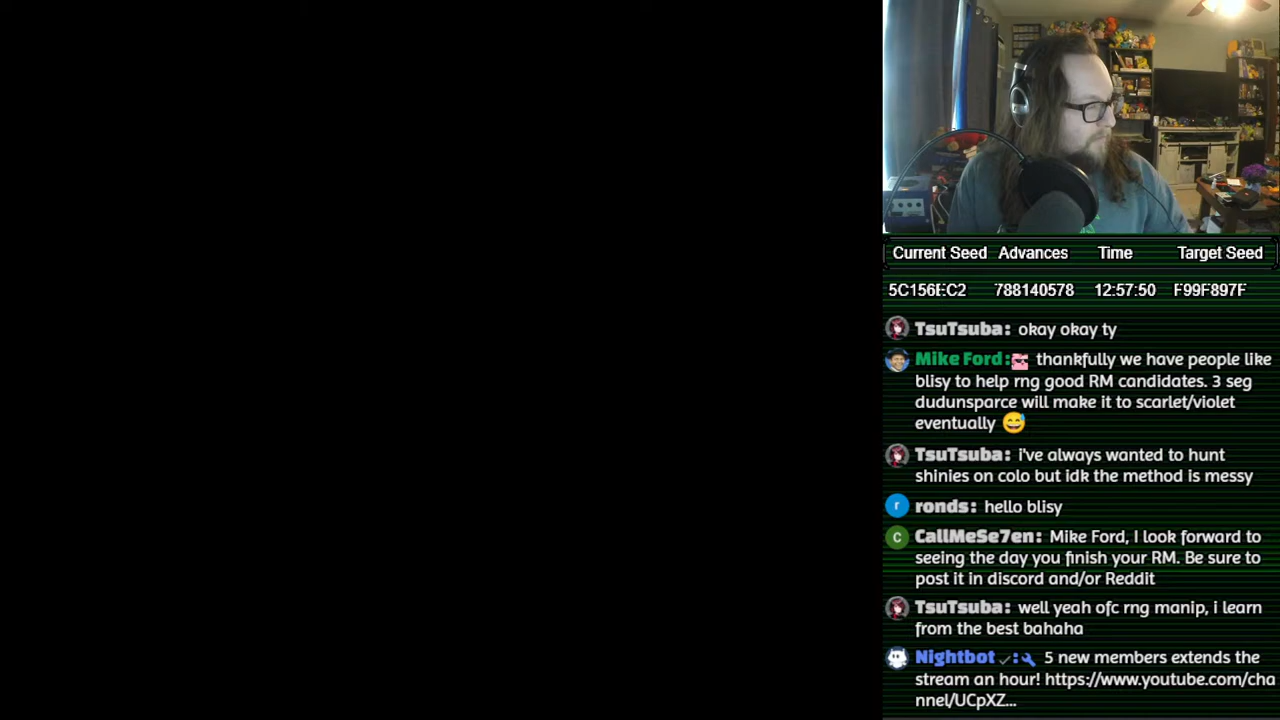 Current Seed Advances Time Target Seed
5C156EC2 788140578 12:57:50 F99F897F
TsuTsuba: okay okay ty
Mike Ford: thankfully we have people like
blisy to help rng good RM candidates. 3 seg
dudunsparce will make it to scarlet/violet
eventually 😅
TsuTsuba: i've always wanted to hunt
shinies on colo but idk the method is messy
r ronds: hello blisy
C CallMeSe7en: Mike Ford, I look forward to
seeing the day you finish your RM. Be sure to
post it in discord and/or Reddit
TsuTsuba: well yeah ofc rng manip, i learn
from the best bahaha
Nightbot ✓:🔧 5 new members extends the
stream an hour! https://www.youtube.com/cha
nnel/UCpXZ...